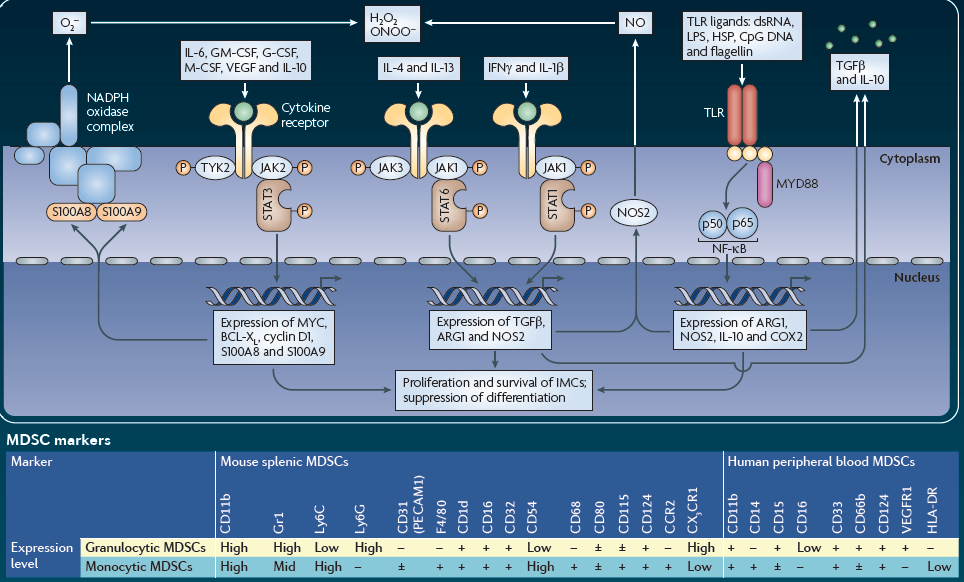 O₂⁻
H₂O₂
ONOO⁻
NO
TLR ligands: dsRNA,
LPS, HSP, CpG DNA
and flagellin
IL-6, GM-CSF, G-CSF,
M-CSF, VEGF and IL-10
IL-4 and IL-13
IFNγ and IL-1β
TGFβ
and IL-10
NADPH
oxidase
complex
Cytokine
receptor
TLR
Cytoplasm
P TYK2 JAK2 P
P JAK3 JAK1 P
JAK1 P
MYD88
S100A8 S100A9
STAT3 P
STAT6 P
STAT1 P
NOS2
p50 p65
NF-κB
Nucleus
Expression of MYC,
BCL-X_L, cyclin D1,
S100A8 and S100A9
Expression of TGFβ,
ARG1 and NOS2
Expression of ARG1,
NOS2, IL-10 and COX2
Proliferation and survival of IMCs;
suppression of differentiation
MDSC markers
Marker Mouse splenic MDSCs Human peripheral blood MDSCs
CD11b Gr1 Ly6C Ly6G CD31 (PECAM1) F4/80 CD1d CD16 CD32 CD54 CD68 CD80 CD115 CD124 CCR2 CX₃CR1 CD11b CD14 CD15 CD16 CD33 CD66b CD124 VEGFR1 HLA-DR
Expression
level
Granulocytic MDSCs High High Low High – – + + + Low – ± ± + – High + – + Low + + + + –
Monocytic MDSCs High Mid High – ± + + + + High + ± + + + Low + + ± – + ± + – Low